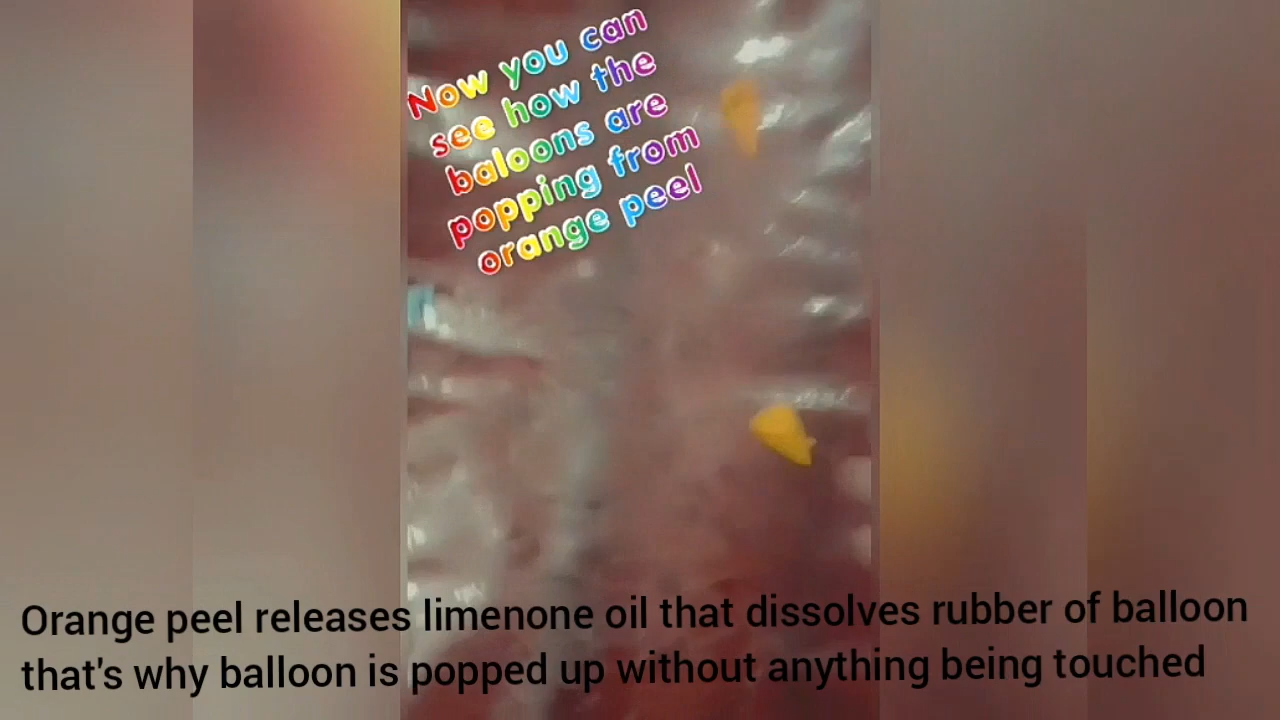 Now you can
see how the
baloons are
popping from
orange peel
Orange peel releases limenone oil that dissolves rubber of balloon
that's why balloon is popped up without anything being touched